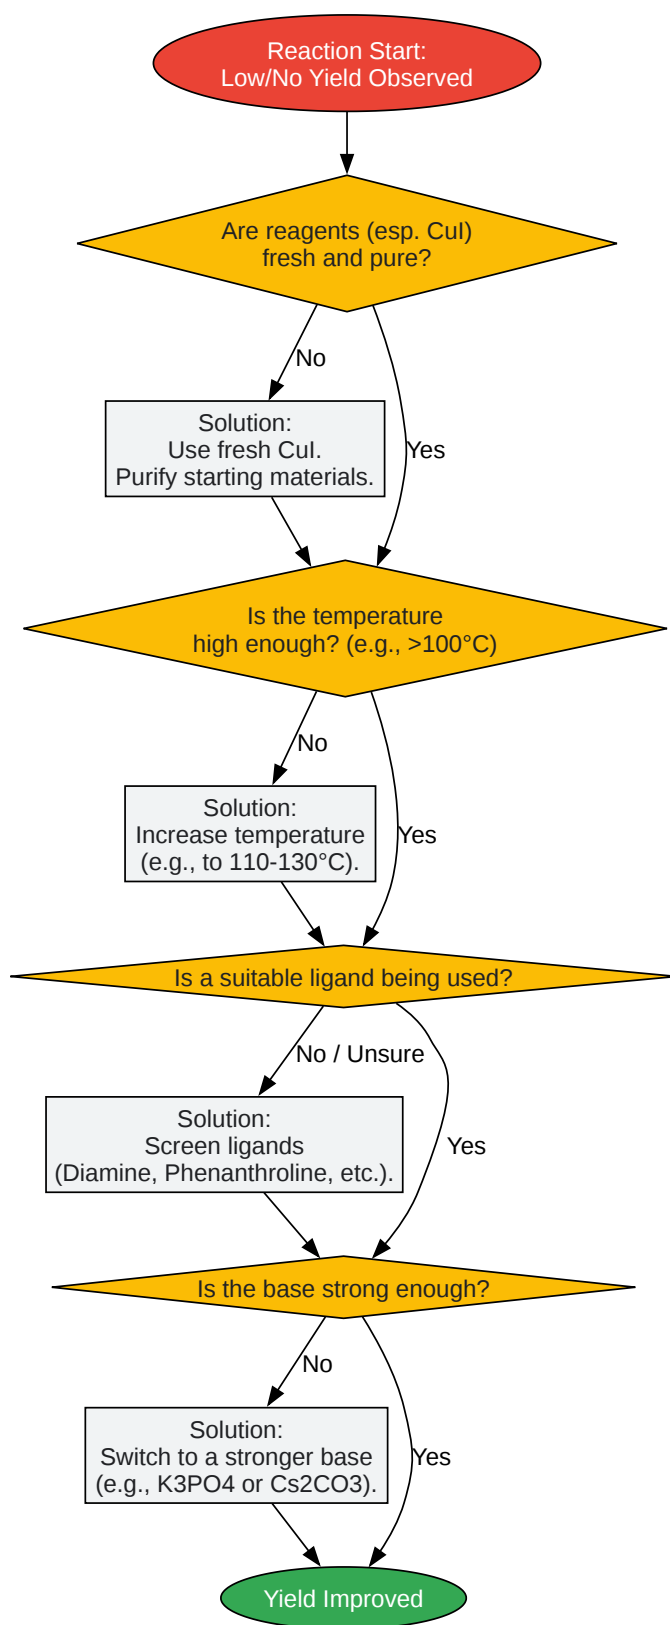 Reaction Start:
Low/No Yield Observed
Are reagents (esp. CuI)
fresh and pure?
No
Solution:
Use fresh CuI.
Purify starting materials.
Yes
Is the temperature
high enough? (e.g., >100°C)
No
Solution:
Increase temperature
(e.g., to 110-130°C).
Yes
Is a suitable ligand being used?
No / Unsure
Solution:
Screen ligands
(Diamine, Phenanthroline, etc.).
Yes
Is the base strong enough?
No
Solution:
Switch to a stronger base
(e.g., K3PO4 or Cs2CO3).
Yes
Yield Improved